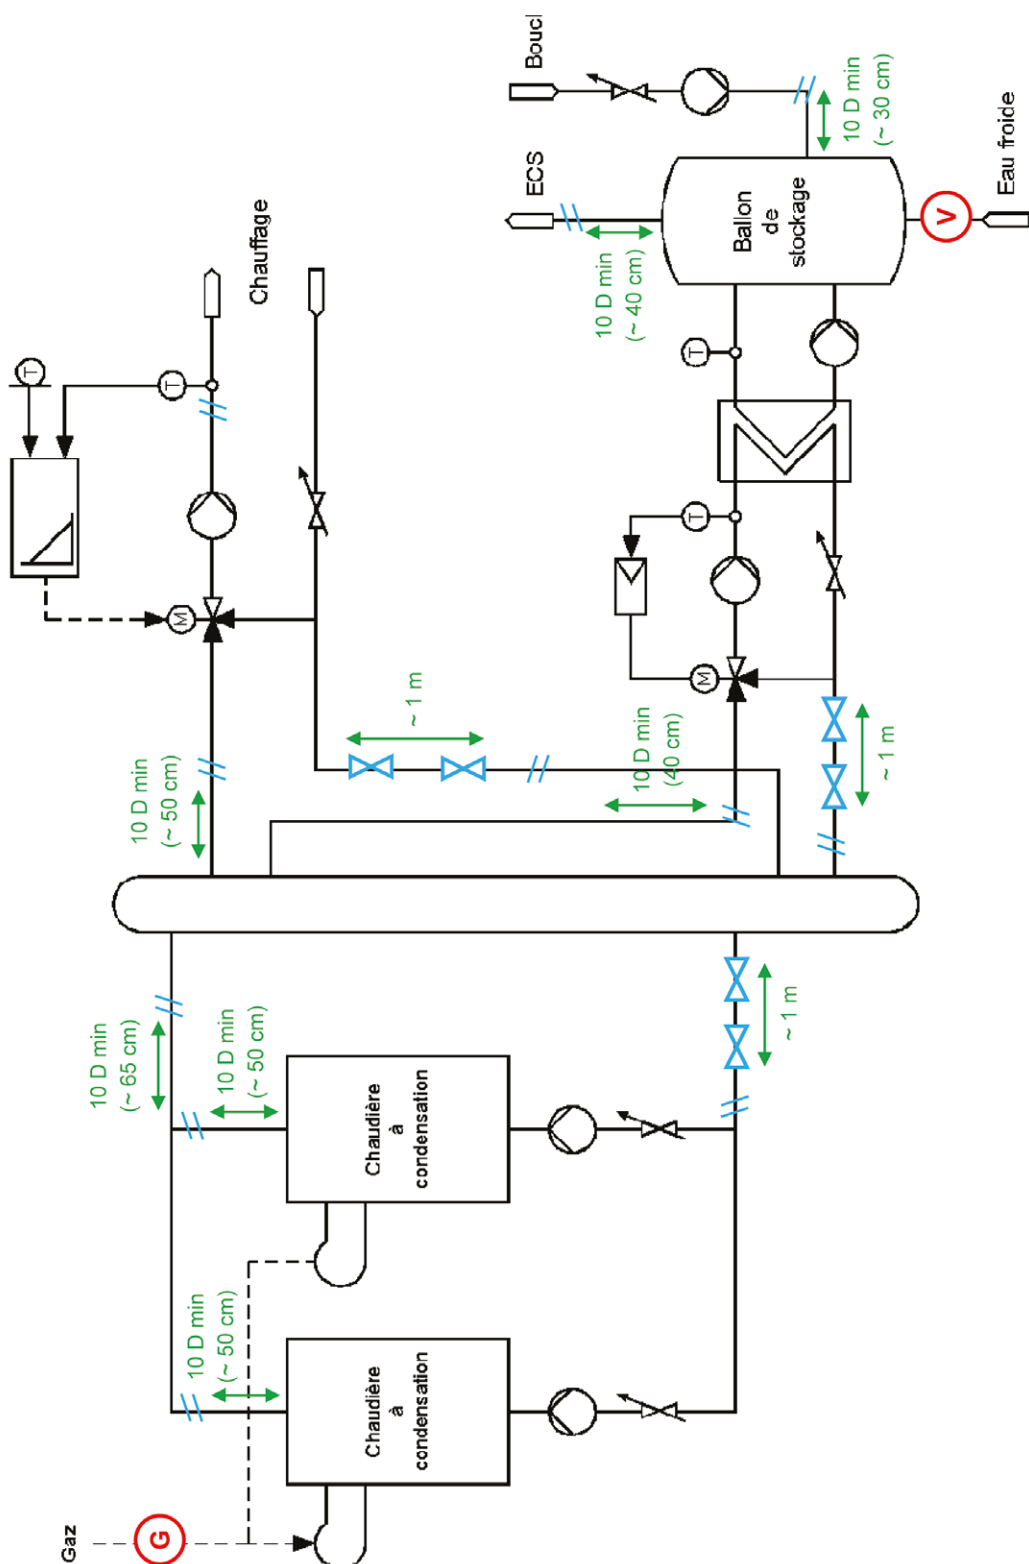 T
Gaz
10 D min
(~ 65 cm)
10 D min
(~ 50 cm)
G
M
T
10 D min
(~ 50 cm)
10 D min
(~ 50 cm)
Chauffage
Chaudière
à
condensation
Chaudière
à
condensation
~ 1 m
ECS
Boucl
10 D min
(~ 40 cm)
10 D min
(40 cm)
M
T
T
Ballon
de
stockage
~ 1 m
10 D min
(~ 30 cm)
~ 1 m
V
Eau froide